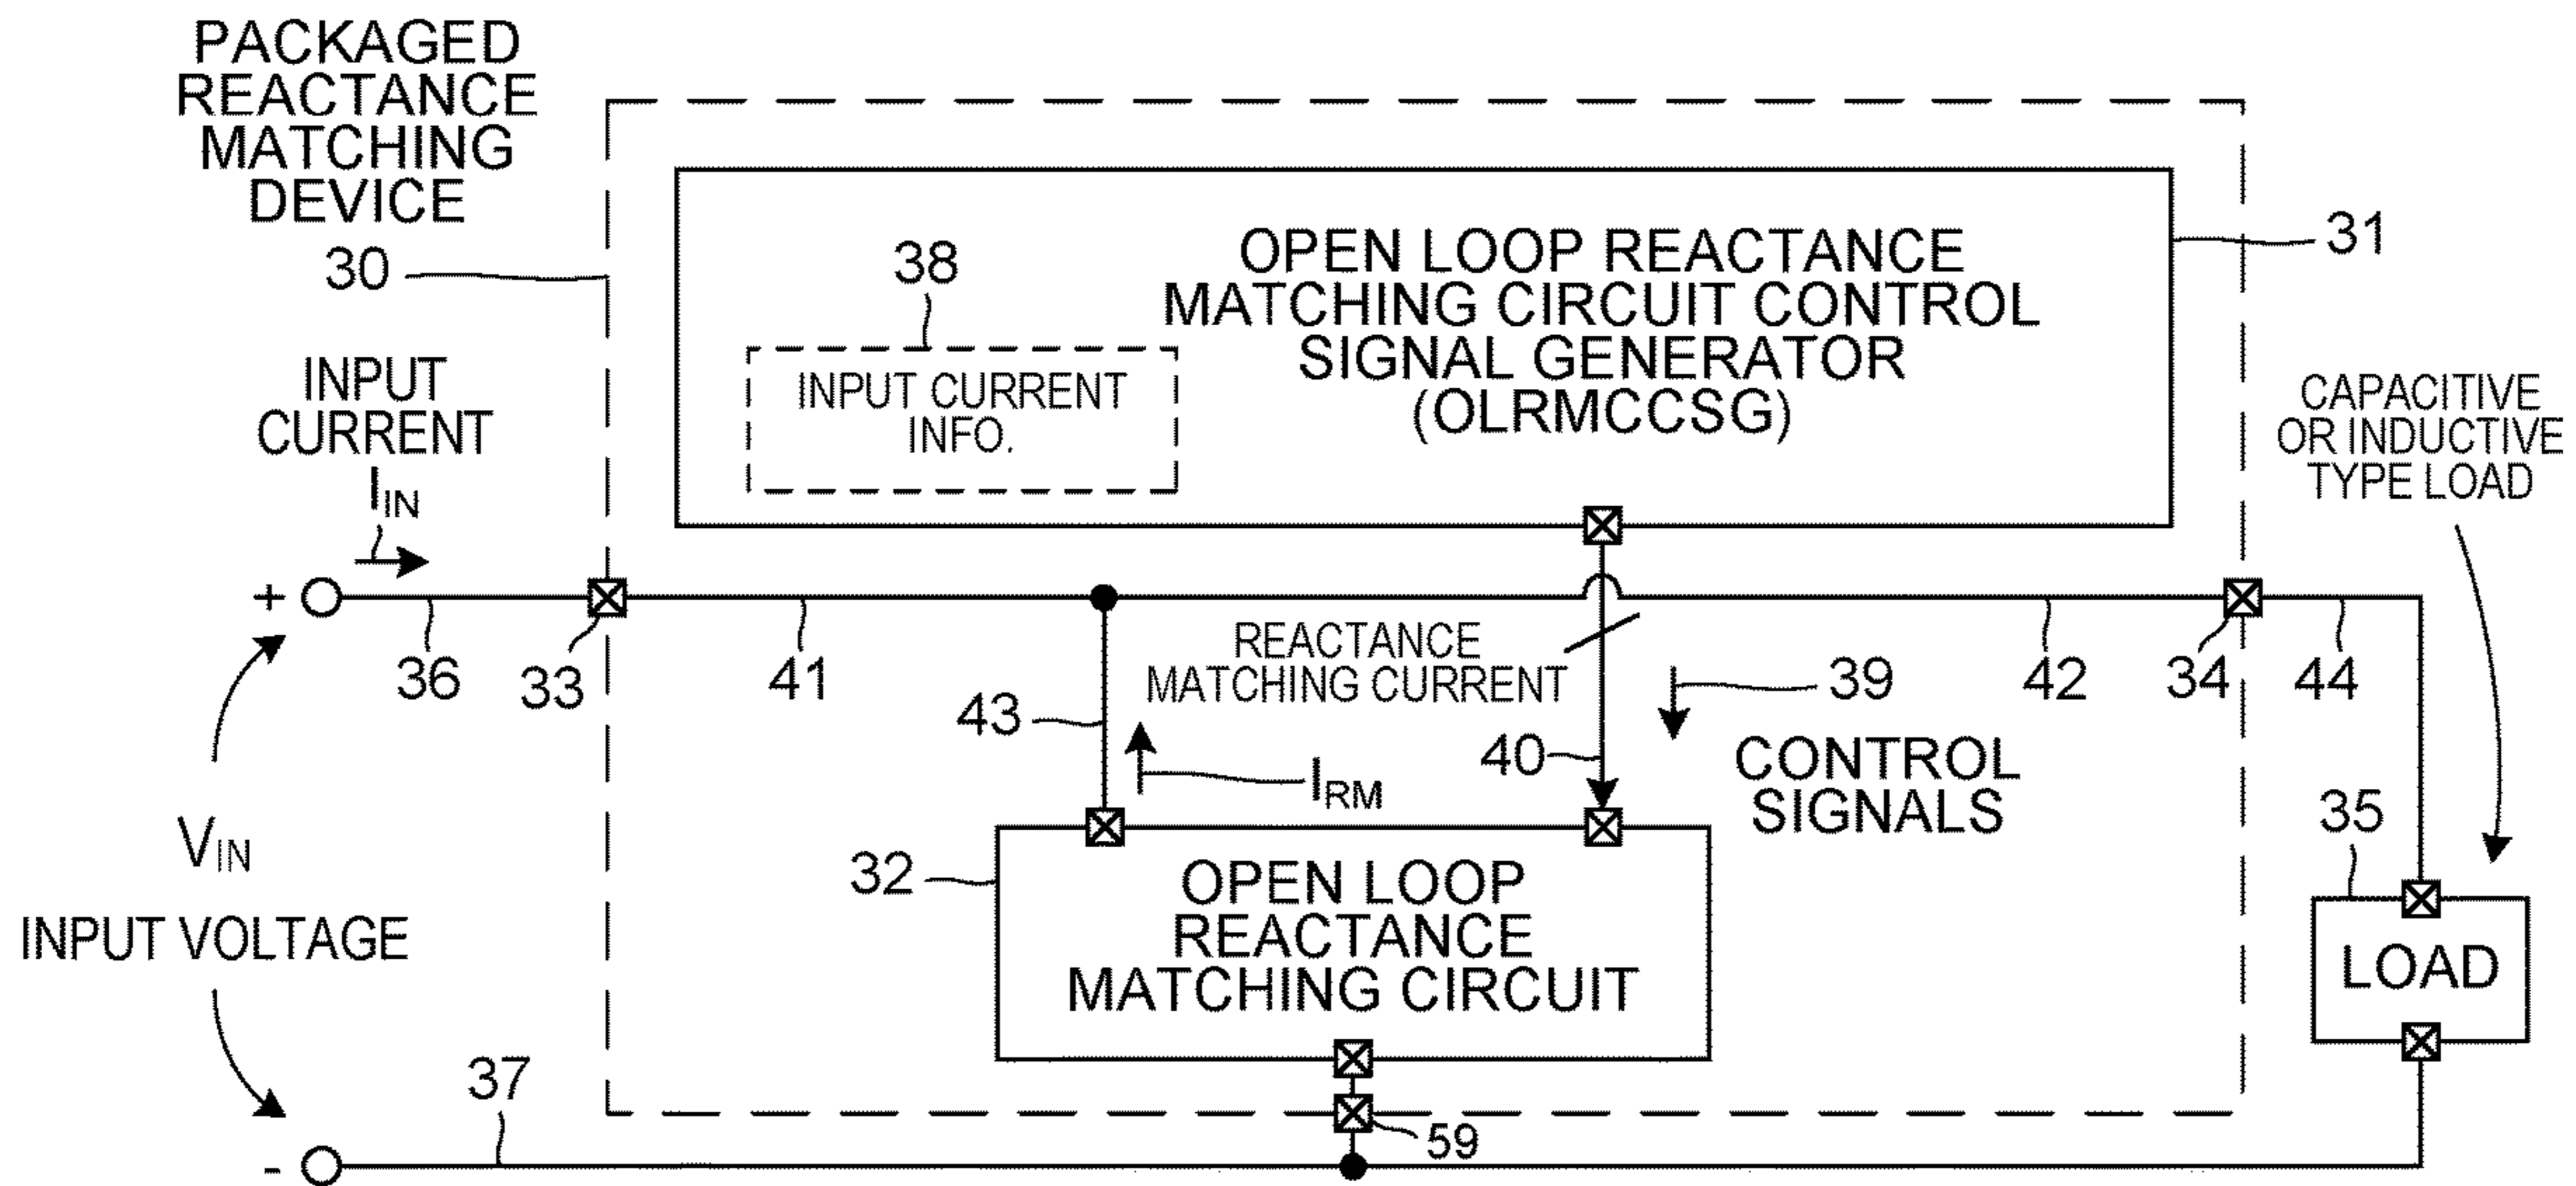 PACKAGED
REACTANCE
MATCHING
DEVICE
30
31
38
OPEN LOOP REACTANCE
MATCHING CIRCUIT CONTROL
SIGNAL GENERATOR
(OLRMCCSG)
INPUT CURRENT
INFO.
INPUT
CURRENT
IIN
CAPACITIVE
OR INDUCTIVE
TYPE LOAD
+
36
33
41
REACTANCE
MATCHING CURRENT
39
42
34
44
43
40
IRM
CONTROL
SIGNALS
35
VIN
INPUT VOLTAGE
32
OPEN LOOP
REACTANCE
MATCHING CIRCUIT
LOAD
37
59
-